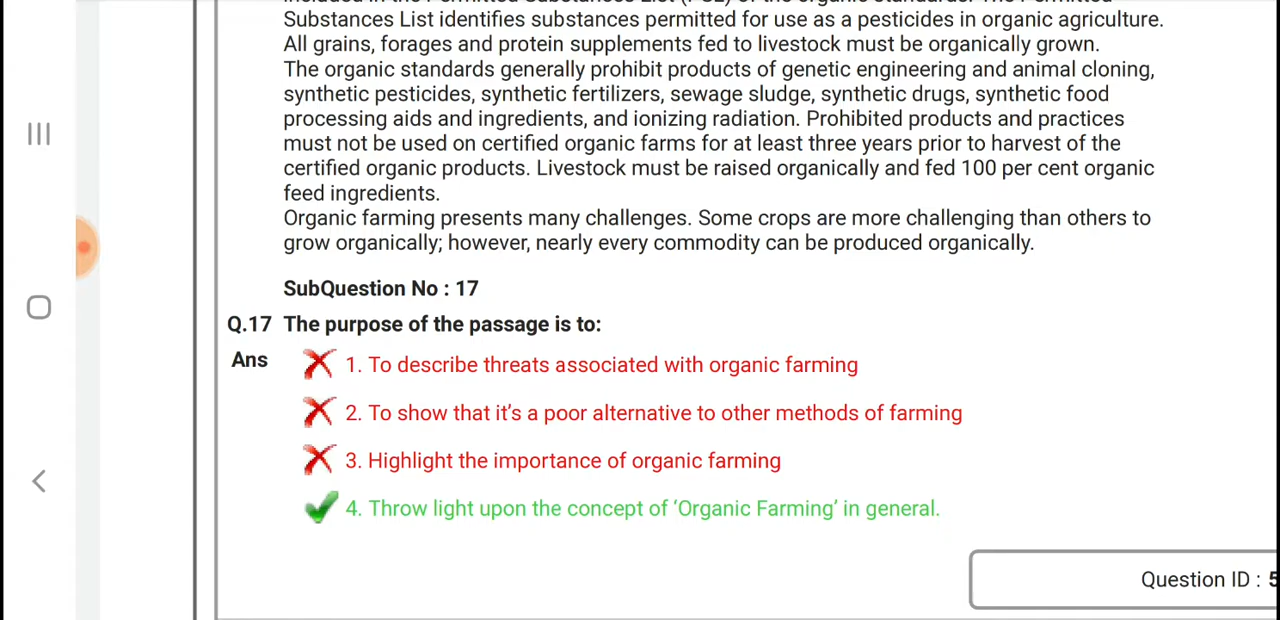 Substances List identifies substances permitted for use as a pesticides in organic agriculture.
All grains, forages and protein supplements fed to livestock must be organically grown.
The organic standards generally prohibit products of genetic engineering and animal cloning,
synthetic pesticides, synthetic fertilizers, sewage sludge, synthetic drugs, synthetic food
processing aids and ingredients, and ionizing radiation. Prohibited products and practices
must not be used on certified organic farms for at least three years prior to harvest of the
certified organic products. Livestock must be raised organically and fed 100 per cent organic
feed ingredients.
Organic farming presents many challenges. Some crops are more challenging than others to
grow organically; however, nearly every commodity can be produced organically.
SubQuestion No : 17
Q.17 The purpose of the passage is to:
Ans 1. To describe threats associated with organic farming
2. To show that it's a poor alternative to other methods of farming
3. Highlight the importance of organic farming
4. Throw light upon the concept of 'Organic Farming' in general.
Question ID : 5